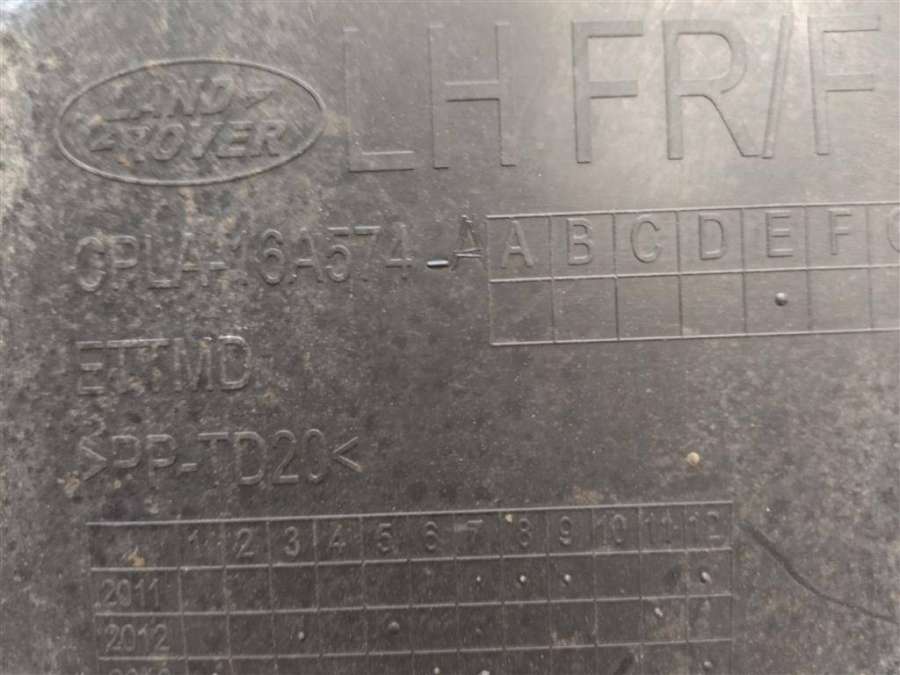 LAND
ROVER
LH FR/F
CPLA-16A574-A
A B C D E F
ETTMD
>PP-TD20<
1 2 3 4 5 6 7 8 9 10 11 12
2011
2012